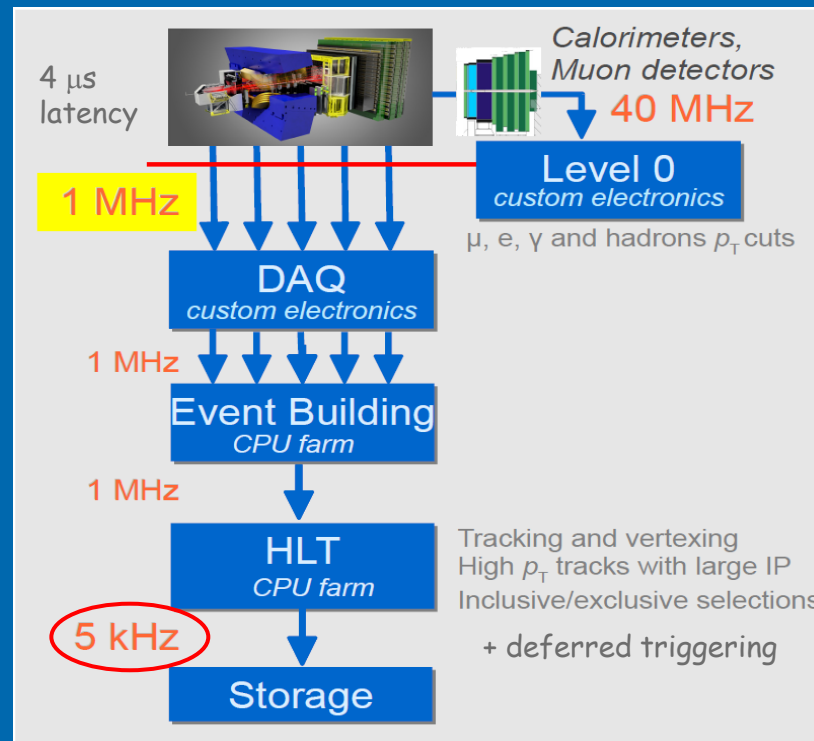 4 μs
latency
Calorimeters,
Muon detectors
40 MHz
Level 0
custom electronics
1 MHz
μ, e, γ and hadrons pT cuts
DAQ
custom electronics
1 MHz
Event Building
CPU farm
1 MHz
HLT
CPU farm
Tracking and vertexing
High pT tracks with large IP
Inclusive/exclusive selections
+ deferred triggering
5 kHz
Storage